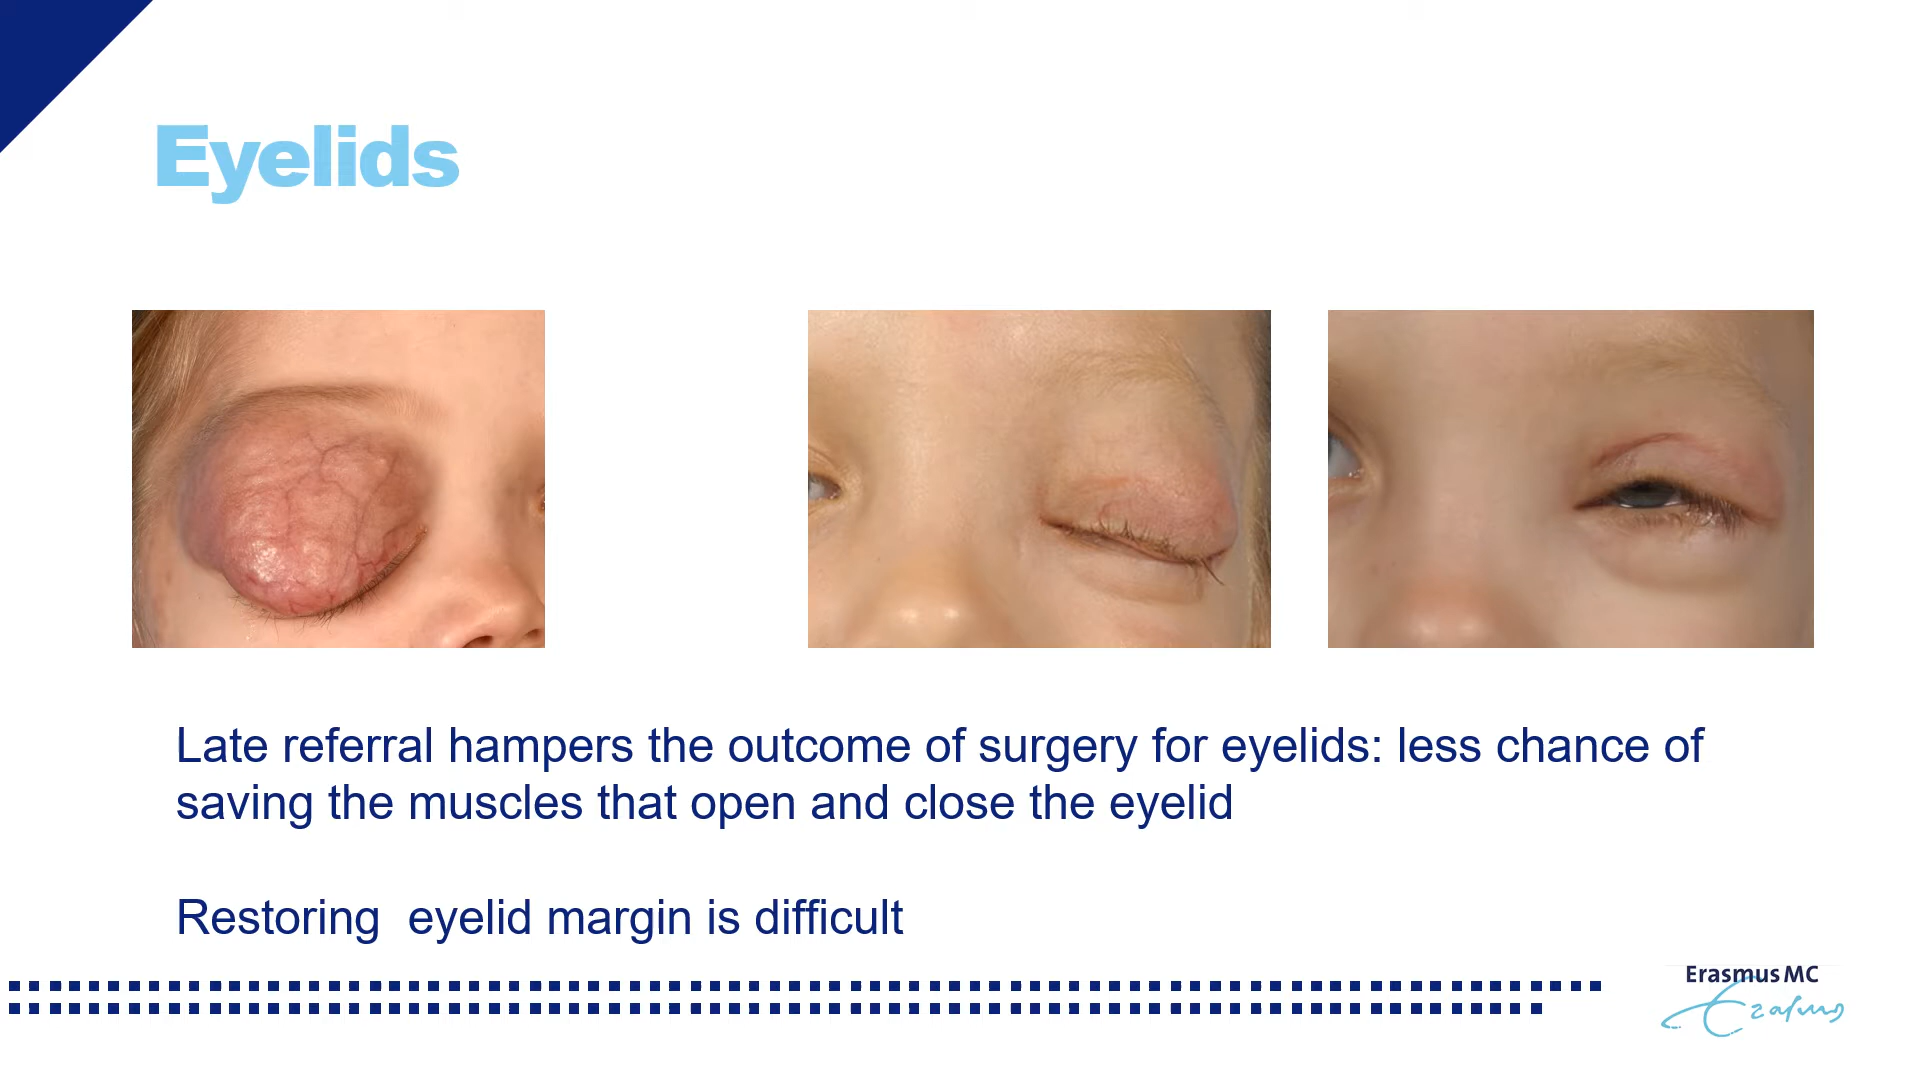 Eyelids
Late referral hampers the outcome of surgery for eyelids: less chance of
saving the muscles that open and close the eyelid
Restoring  eyelid margin is difficult
Erasmus MC
Erasmus